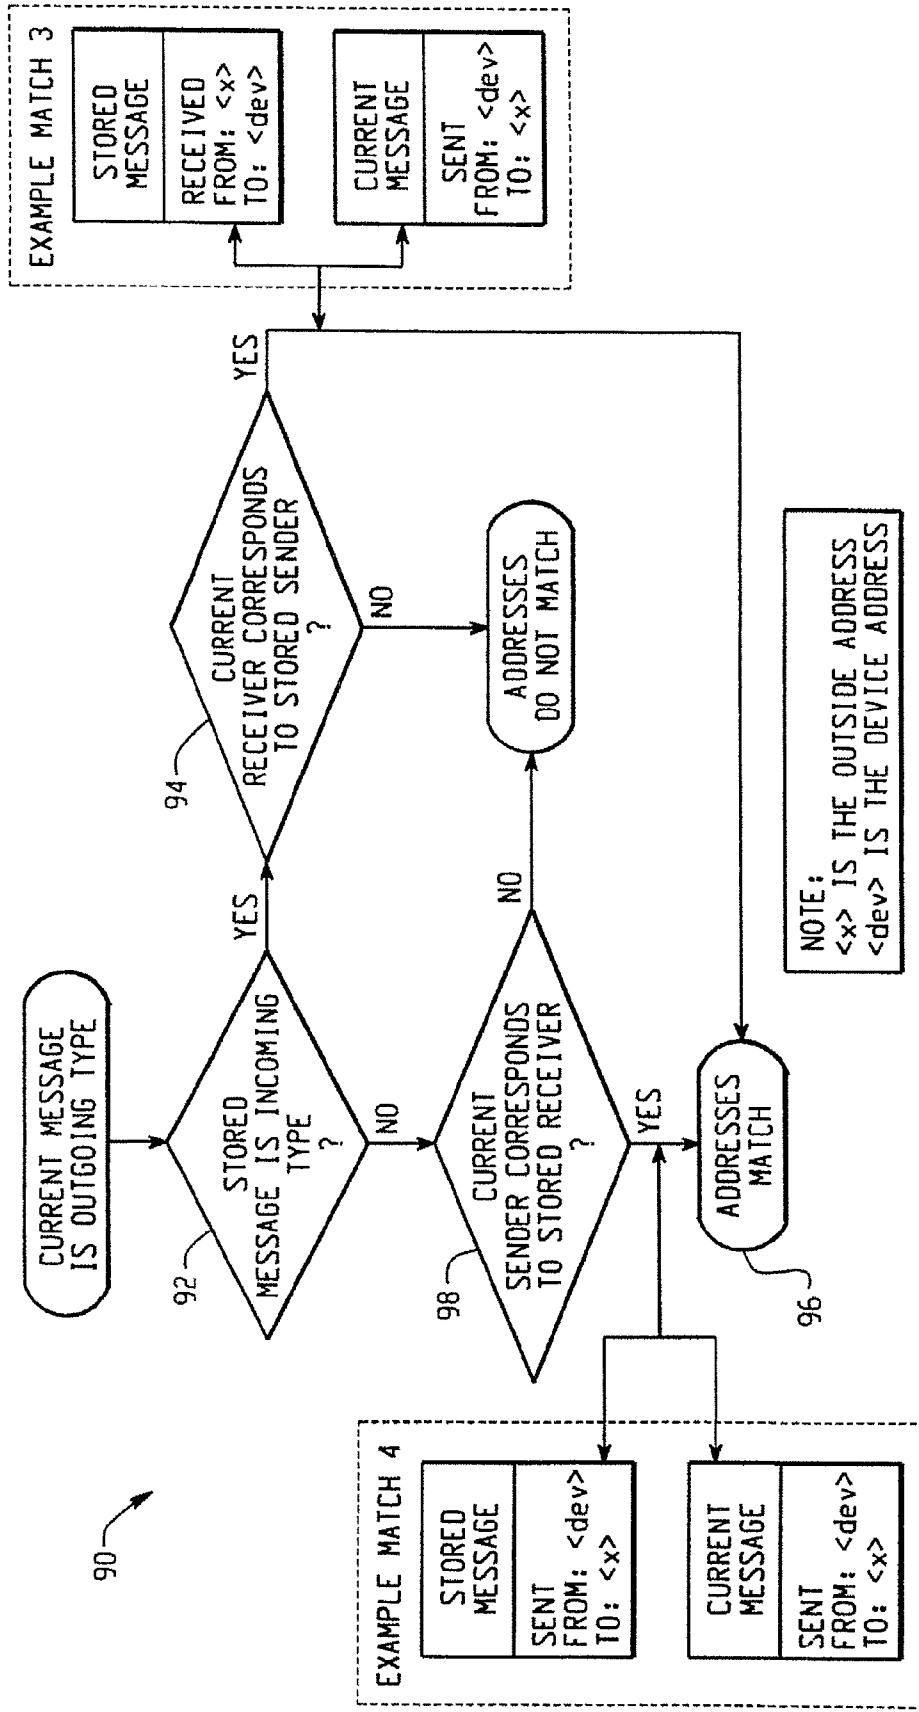 90
CURRENT MESSAGE
IS OUTGOING TYPE
92
STORED
MESSAGE IS INCOMING
TYPE
?
YES
NO
94
CURRENT
RECEIVER CORRESPONDS
TO STORED SENDER
?
YES
NO
EXAMPLE MATCH 3
STORED
MESSAGE
RECEIVED
FROM: <x>
TO: <dev>
CURRENT
MESSAGE
SENT
FROM: <dev>
TO: <x>
98
CURRENT
SENDER CORRESPONDS
TO STORED RECEIVER
?
NO
YES
ADDRESSES
DO NOT MATCH
EXAMPLE MATCH 4
STORED
MESSAGE
SENT
FROM: <dev>
TO: <x>
CURRENT
MESSAGE
SENT
FROM: <dev>
TO: <x>
96
ADDRESSES
MATCH
NOTE:
<x> IS THE OUTSIDE ADDRESS
<dev> IS THE DEVICE ADDRESS